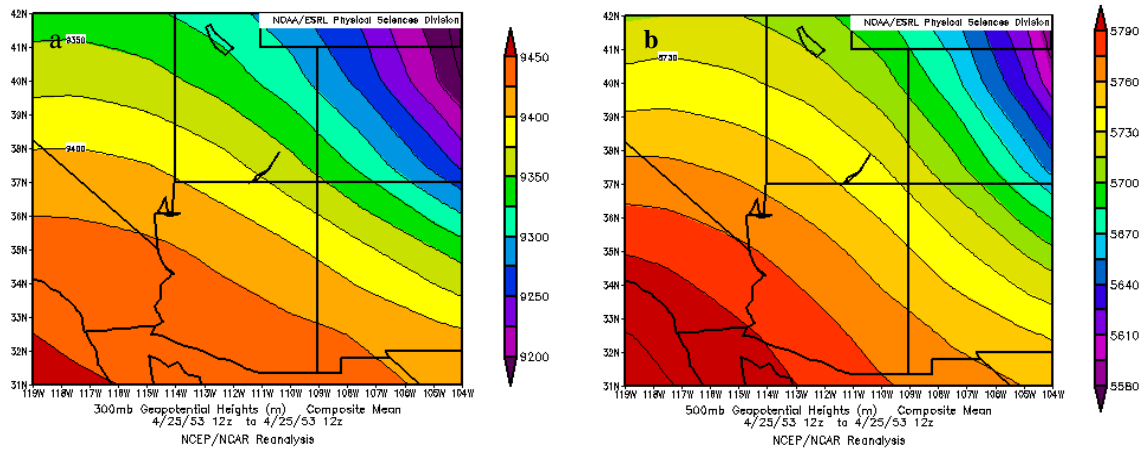 NOAA/ESRL Physical Sciences Division
a
42N
41N
40N
39N
38N
37N
36N
35N
34N
33N
32N
31N
9350
9400
119W 118W 117W 116W 115W 114W 113W 112W 111W 110W 109W 108W 107W 106W 105W 104W
9450
9400
9350
9300
9250
9200
300mb Geopotential Heights (m) Composite Mean
4/25/53 12z to 4/25/53 12z
NCEP/NCAR Reanalysis
NOAA/ESRL Physical Sciences Division
b
42N
41N
40N
39N
38N
37N
36N
35N
34N
33N
32N
31N
5730
119W 118W 117W 116W 115W 114W 113W 112W 111W 110W 109W 108W 107W 106W 105W 104W
5790
5760
5730
5700
5670
5640
5610
5580
500mb Geopotential Heights (m) Composite Mean
4/25/53 12z to 4/25/53 12z
NCEP/NCAR Reanalysis